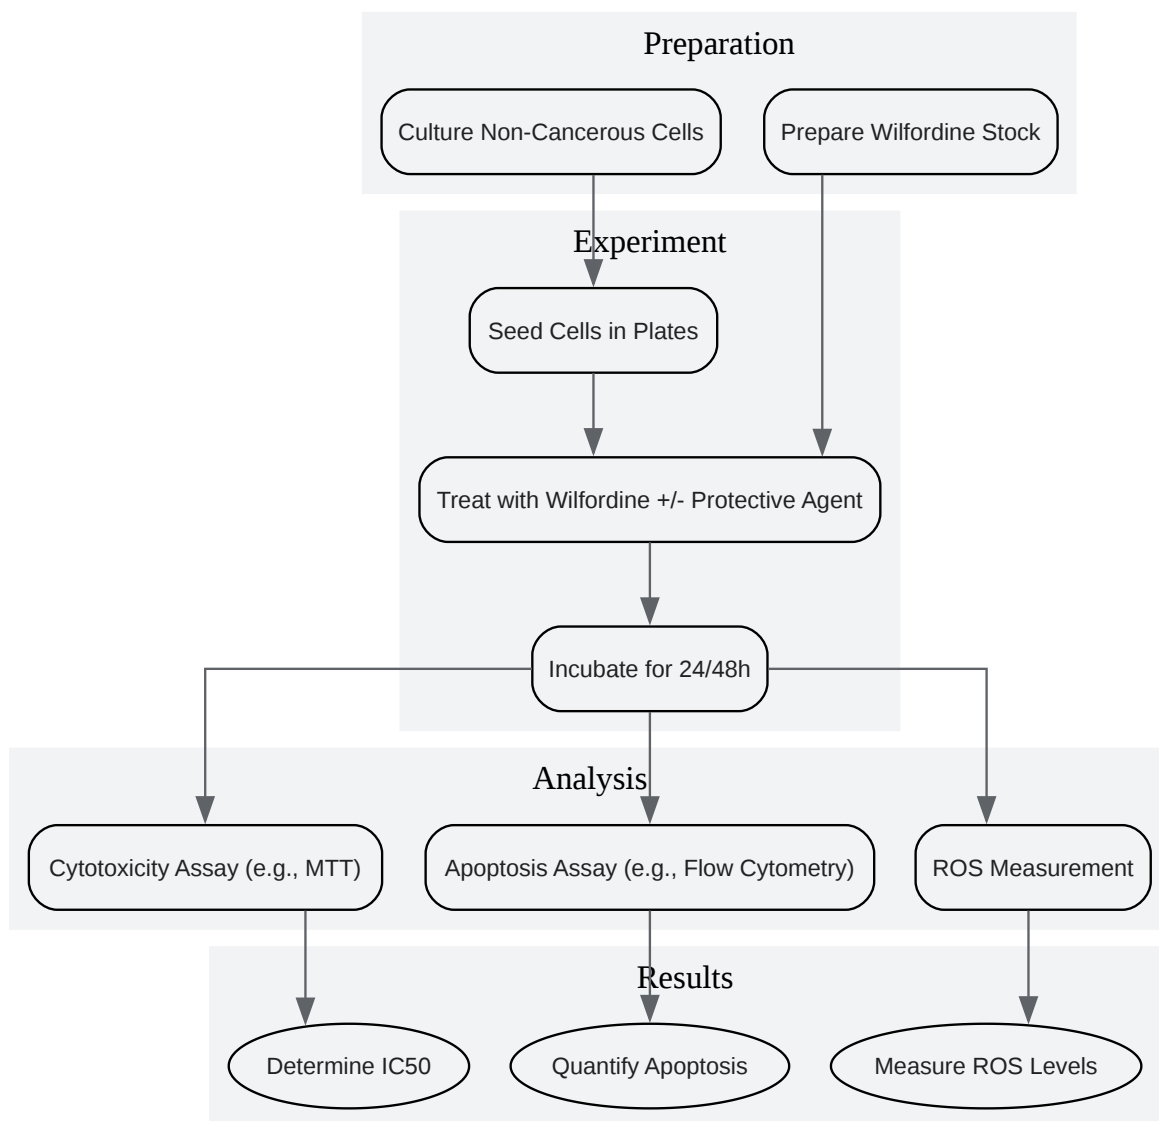 Preparation
Culture Non-Cancerous Cells
Prepare Wilfordine Stock
Experiment
Seed Cells in Plates
Treat with Wilfordine +/- Protective Agent
Incubate for 24/48h
Analysis
Cytotoxicity Assay (e.g., MTT)
Apoptosis Assay (e.g., Flow Cytometry)
ROS Measurement
Results
Determine IC50
Quantify Apoptosis
Measure ROS Levels